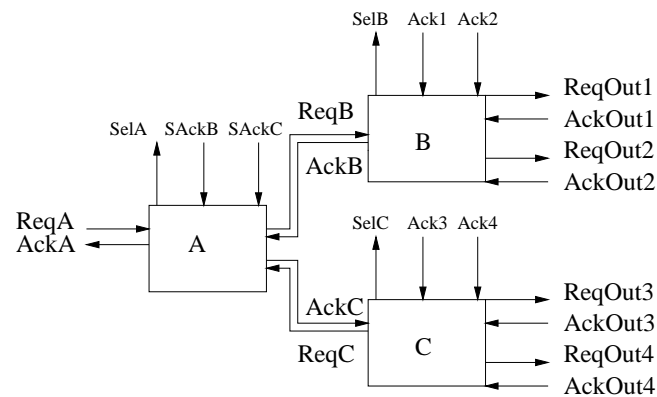 SelB Ack1 Ack2
ReqOut1
ReqB
AckOut1
SelA SAckB SAckC
B
ReqOut2
AckB
AckOut2
ReqA
AckA
A
SelC Ack3 Ack4
ReqOut3
AckC
AckOut3
ReqC
C
ReqOut4
AckOut4